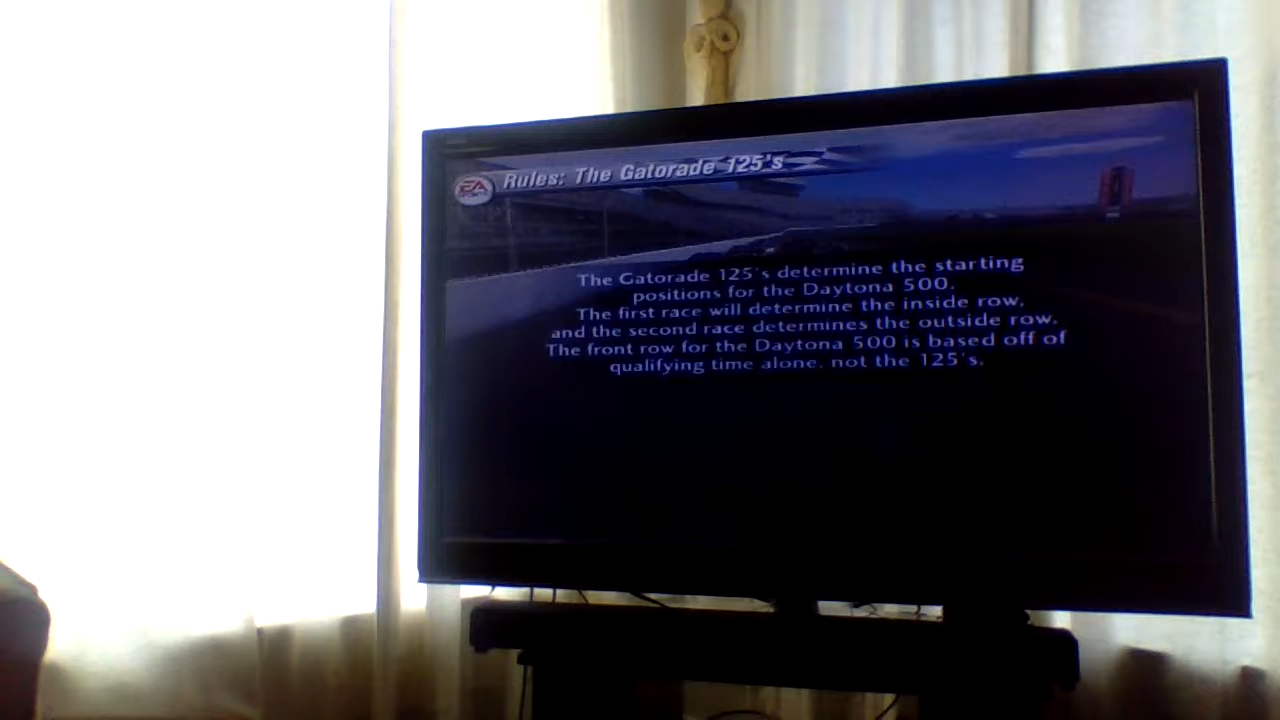 EA
SPORTS
Rules: The Gatorade 125's
The Gatorade 125's determine the starting
positions for the Daytona 500.
The first race will determine the inside row,
and the second race determines the outside row.
The front row for the Daytona 500 is based off of
qualifying time alone, not the 125's.